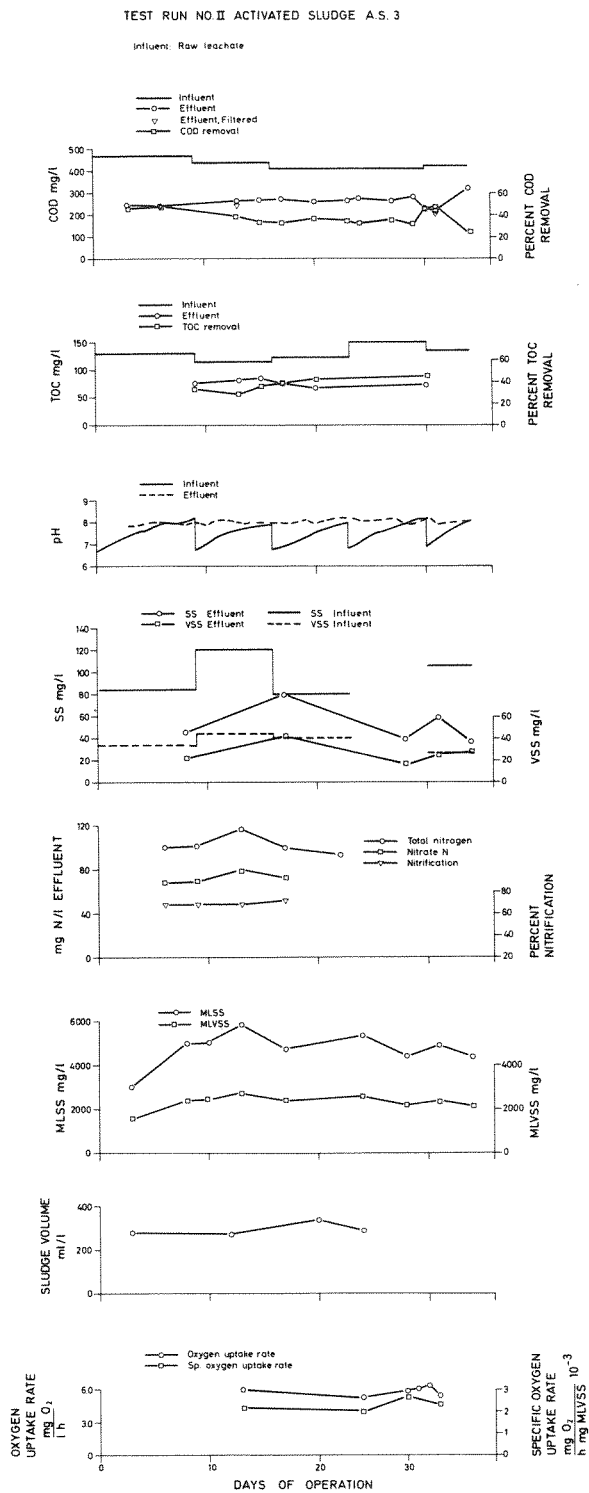 TEST RUN NO. II ACTIVATED SLUDGE A.S. 3
Influent: Raw leachate
Influent
Effluent
Effluent, Filtered
COD removal
COD mg/l
500
400
300
200
100
0
60
40
20
0
PERCENT COD
REMOVAL
Influent
Effluent
TOC removal
TOC mg/l
150
100
50
0
60
40
20
0
PERCENT TOC
REMOVAL
Influent
Effluent
pH
9
8
7
6
SS Effluent
SS Influent
VSS Effluent
VSS Influent
SS mg/l
140
120
100
80
60
40
20
0
60
40
20
0
VSS mg/l
Total nitrogen
Nitrate N
Nitrification
mg N/l EFFLUENT
120
80
40
0
80
60
40
20
PERCENT
NITRIFICATION
MLSS
MLVSS
MLSS mg/l
6000
4000
2000
0
4000
2000
0
MLVSS mg/l
SLUDGE VOLUME
ml/l
400
200
0
Oxygen uptake rate
Sp. oxygen uptake rate
OXYGEN
UPTAKE RATE
mg O2
l h
6.0
3.0
0
3
2
1
0
SPECIFIC OXYGEN
UPTAKE RATE
mg O2 10-3
h mg MLVSS
0 10 20 30
DAYS OF OPERATION